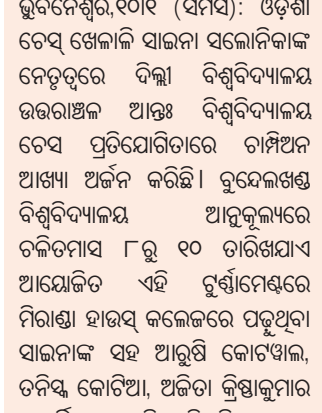 ଭୁବନେଶ୍ୱର,୧୦।୧ (ସମିସ): ଓଡ଼ିଶା
ଚେସ୍ ଖେଳାଳି ସାଇନା ସଲୋନିକାଙ୍କ
ନେତୃତ୍ୱରେ ଦିଲ୍ଲୀ ବିଶ୍ୱବିଦ୍ୟାଳୟ
ଉତ୍ତରାଞ୍ଚଳ ଆନ୍ତଃ ବିଶ୍ୱବିଦ୍ୟାଳୟ
ଚେସ ପ୍ରତିଯୋଗିତାରେ ଚାମ୍ପିଅନ
ଆଖ୍ୟା ଅର୍ଜନ କରିଛି। ବୁନ୍ଦେଲଖଣ୍ଡ
ବିଶ୍ୱବିଦ୍ୟାଳୟ ଆନୁକୂଲ୍ୟରେ
ଚଳିତମାସ ୮ରୁ ୧୦ ତାରିଖଯାଏ
ଆୟୋଜିତ ଏହି ଟୁର୍ଣ୍ଣାମେଣ୍ଟରେ
ମିରାଣ୍ଡା ହାଉସ୍ କଲେଜରେ ପଢୁଥିବା
ସାଇନାଙ୍କ ସହ ଆରୁଷି କୋଟୱାଲ,
ତନିସ୍କ କୋଟିଆ, ଅଜିତା କ୍ରିଷ୍ଣାକୁମାର